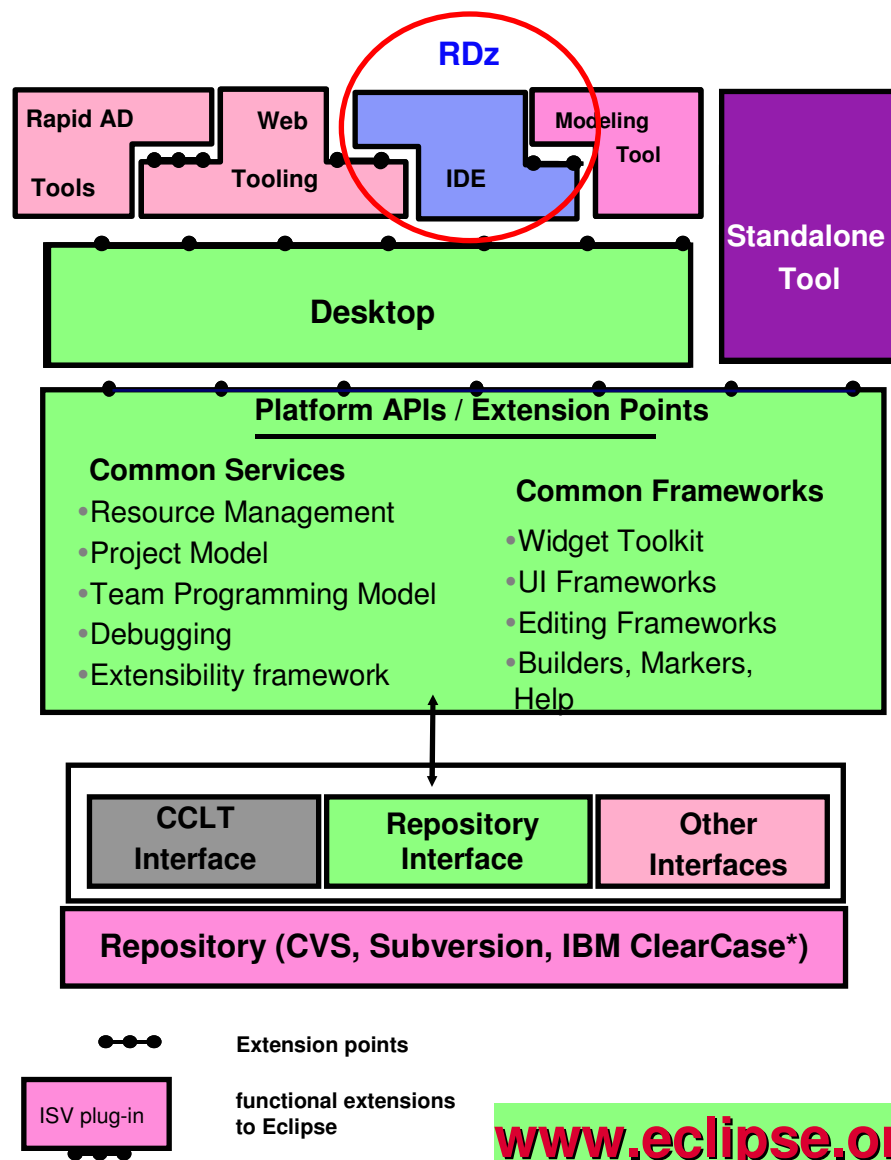 RDz
Rapid AD
Tools
Web
Tooling
IDE
Modeling
Tool
Standalone
Tool
Desktop
Platform APIs / Extension Points
Common Services
•Resource Management
•Project Model
•Team Programming Model
•Debugging
•Extensibility framework
Common Frameworks
•Widget Toolkit
•UI Frameworks
•Editing Frameworks
•Builders, Markers,
Help
CCLT
Interface
Repository
Interface
Other
Interfaces
Repository (CVS, Subversion, IBM ClearCase*)
Extension points
ISV plug-in
functional extensions
to Eclipse
www.eclipse.or